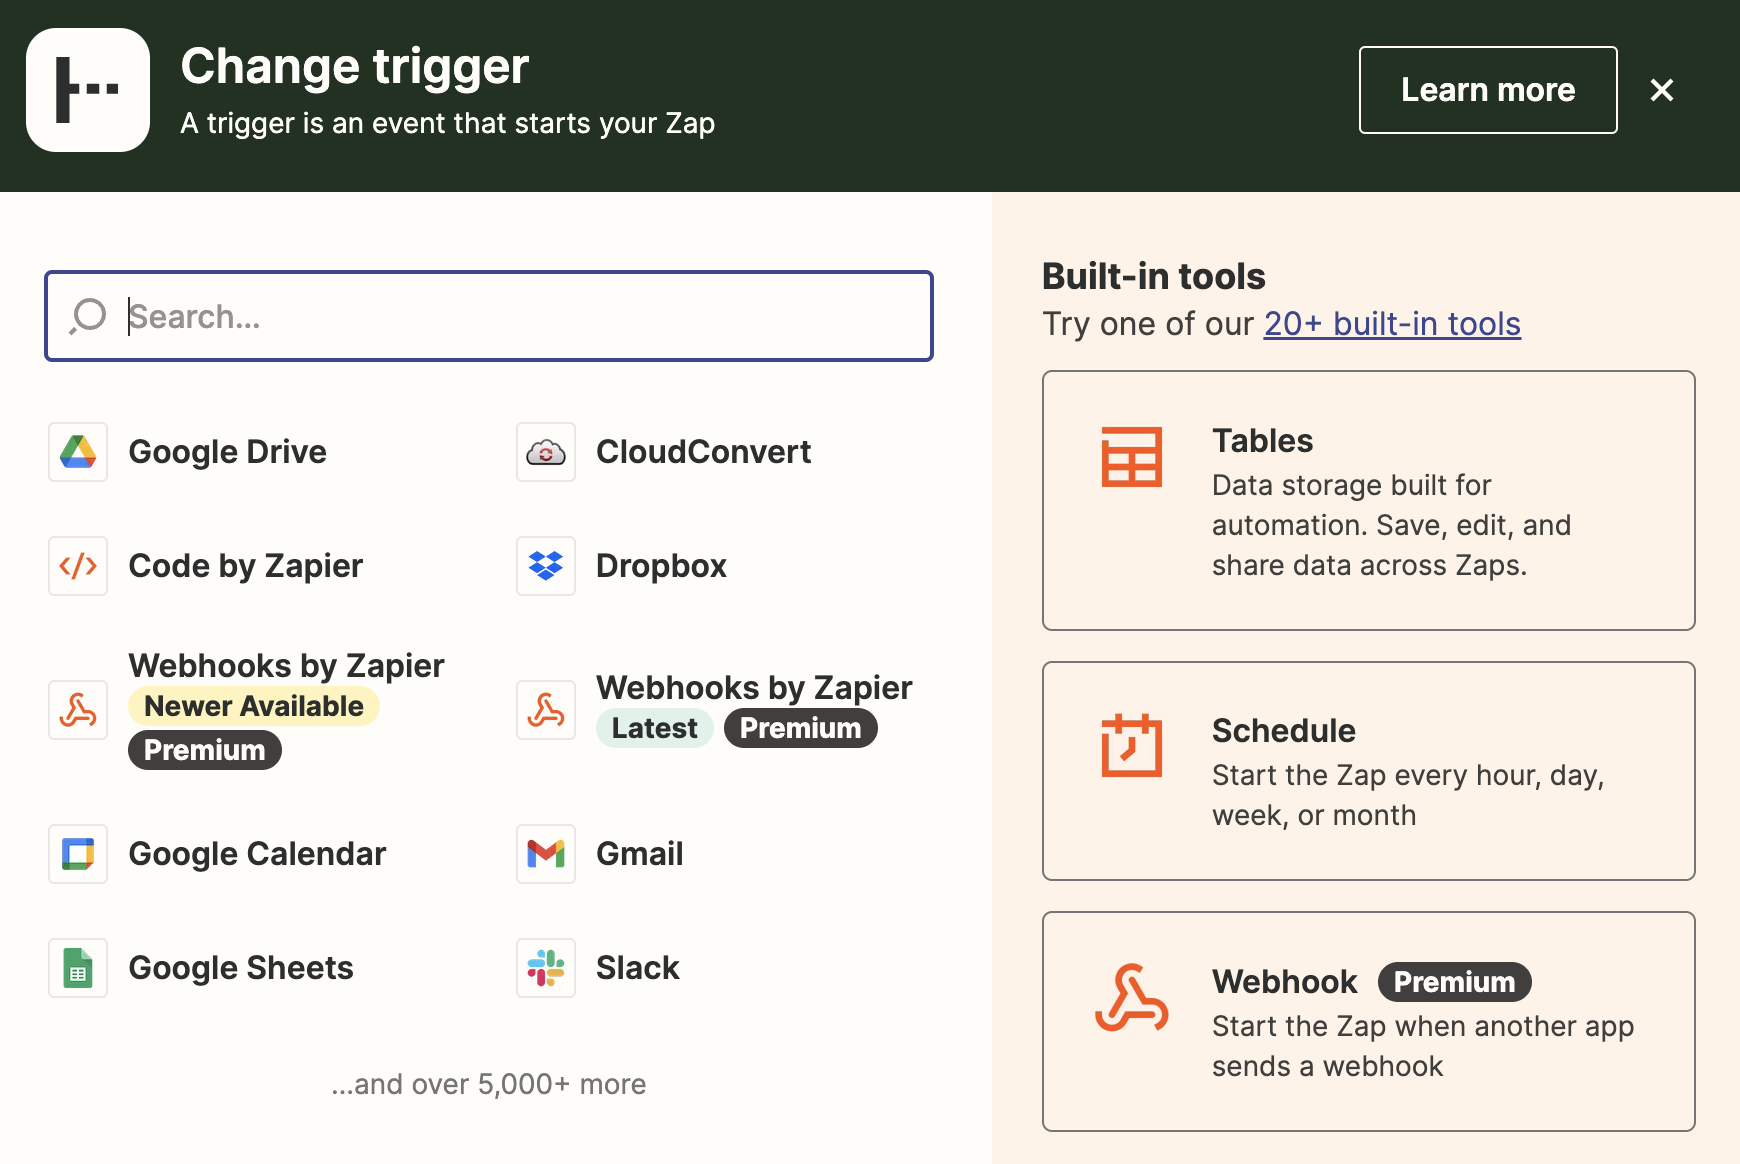 Change trigger
A trigger is an event that starts your Zap
Learn more
Search...
Google Drive
CloudConvert
Code by Zapier
Dropbox
Webhooks by Zapier
Newer Available
Premium
Webhooks by Zapier
Latest Premium
Google Calendar
Gmail
Google Sheets
Slack
...and over 5,000+ more
Built-in tools
Try one of our 20+ built-in tools
Tables
Data storage built for
automation. Save, edit, and
share data across Zaps.
Schedule
Start the Zap every hour, day,
week, or month
Webhook Premium
Start the Zap when another app
sends a webhook